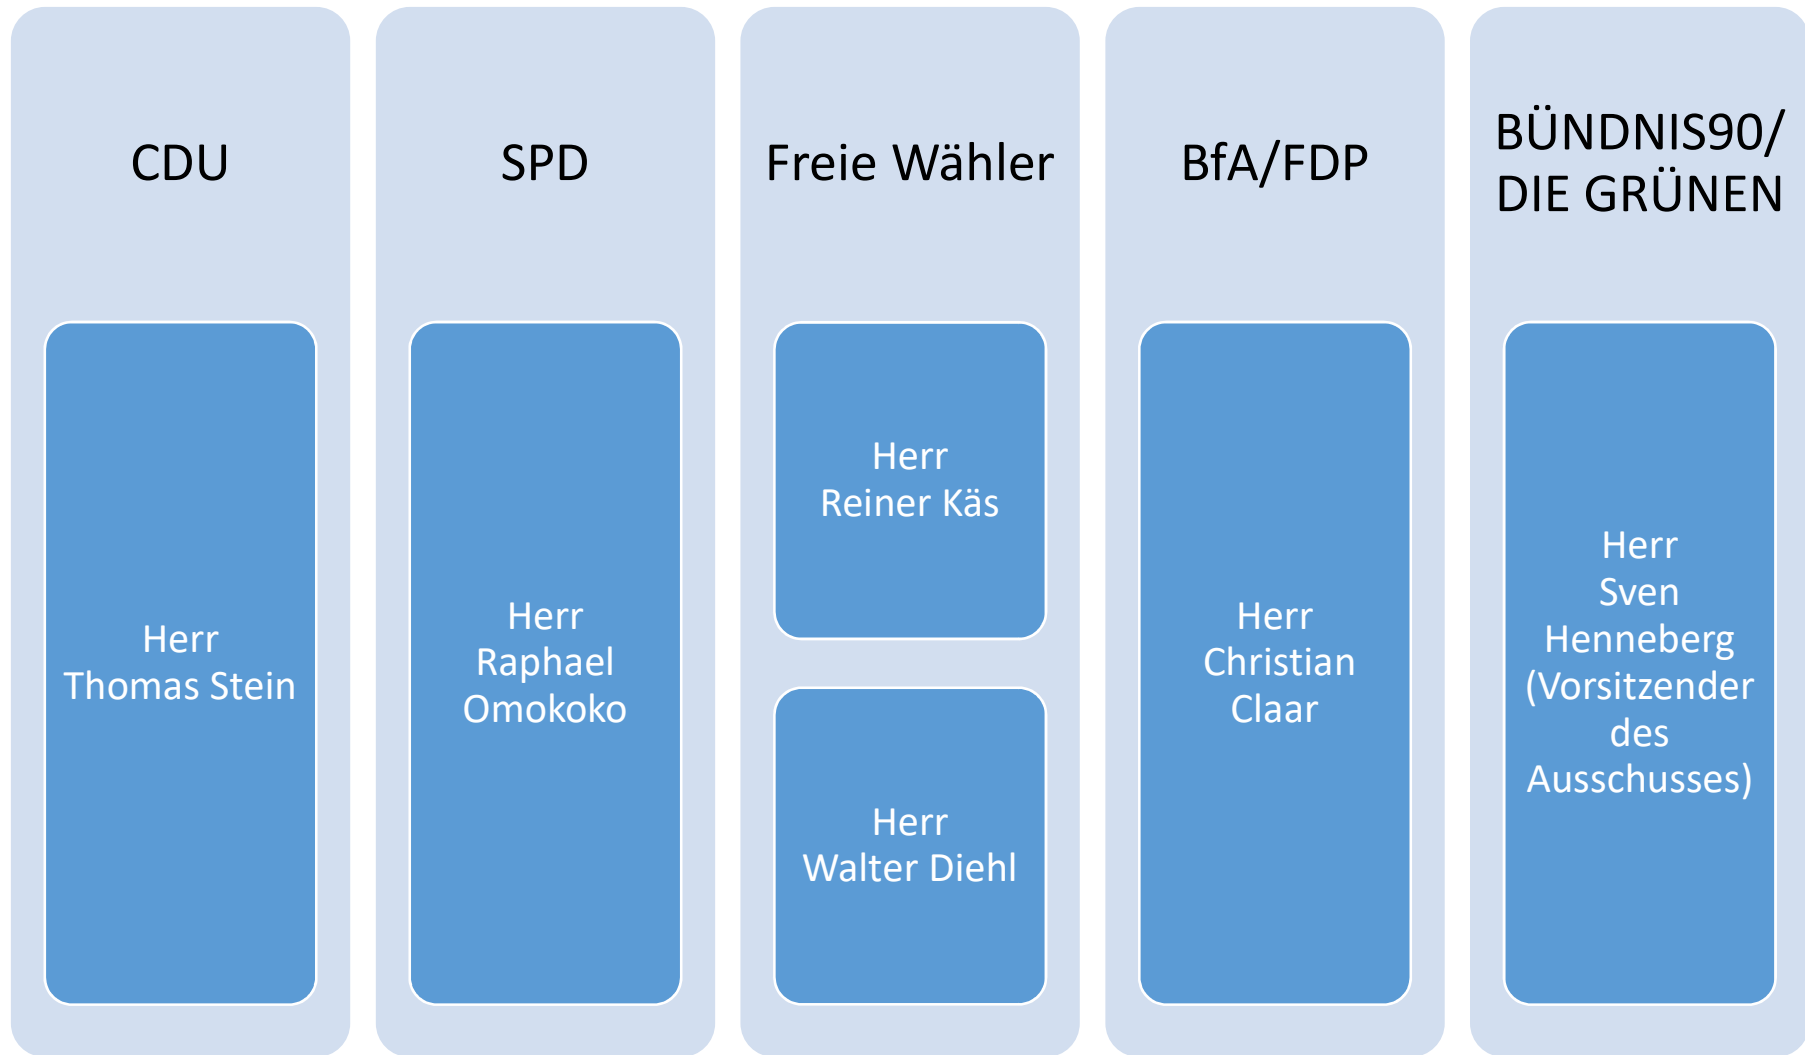 CDU
Herr
Thomas Stein
SPD
Herr
Raphael
Omokoko
Freie Wähler
Herr
Reiner Käs
Herr
Walter Diehl
BfA/FDP
Herr
Christian
Claar
BÜNDNIS90/
DIE GRÜNEN
Herr
Sven
Henneberg
(Vorsitzender
des
Ausschusses)